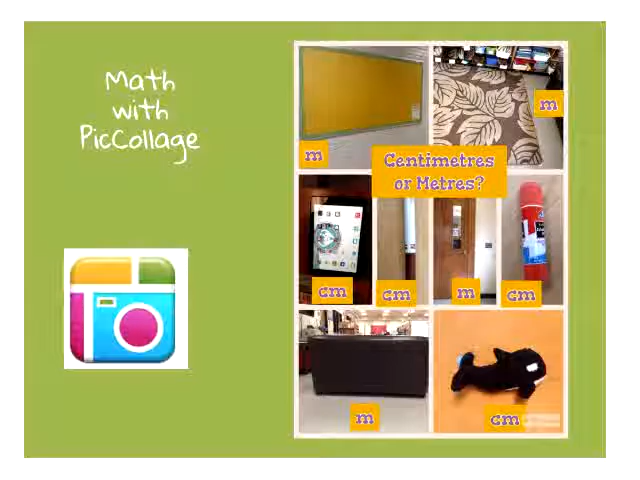 Math
with
PicCollage
m
m
Centimetres
or Metres?
cm
cm
m
cm
m
cm